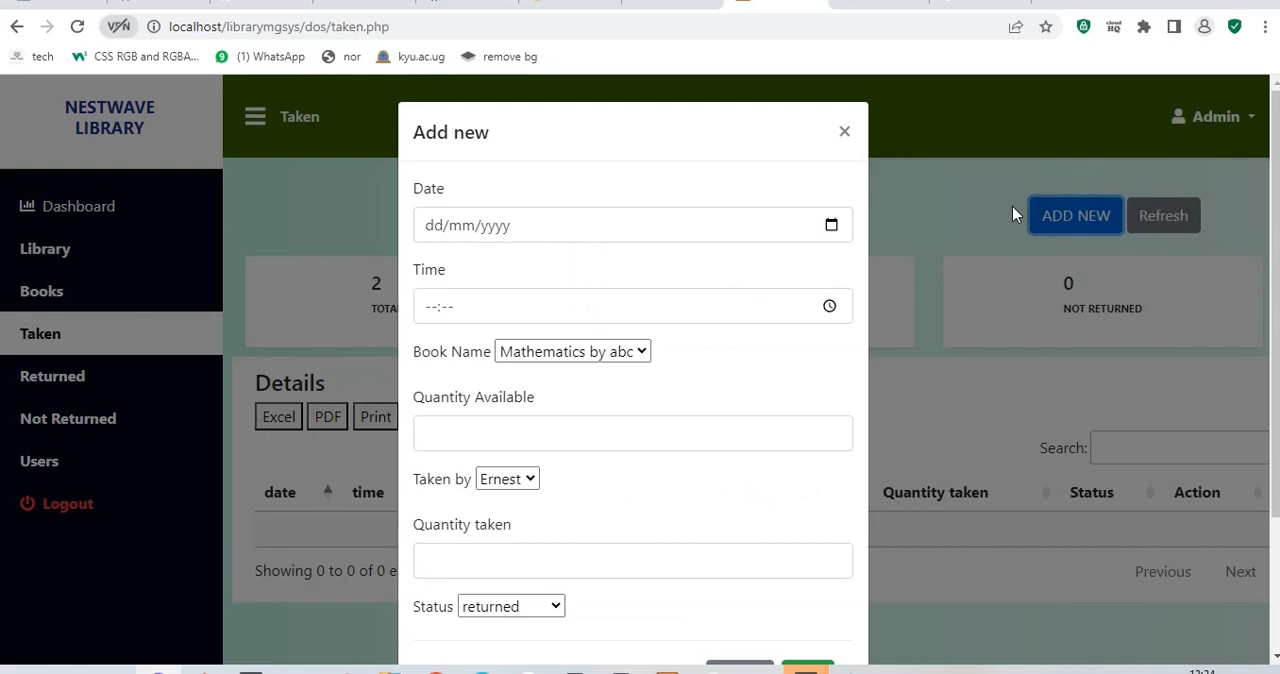 localhost/librarymgsys/dos/taken.php
tech
CSS RGB and RGBA...
(1) WhatsApp
nor
kyu.ac.ug
remove bg
NESTWAVE
LIBRARY
Taken
Admin
Dashboard
Library
Books
Taken
Returned
Not Returned
Users
Logout
Add new
×
Date
dd/mm/yyyy
Time
--:--
Book Name Mathematics by abc
Quantity Available
Taken by Ernest
Quantity taken
Status returned
ADD NEW
Refresh
2
TOTA
0
NOT RETURNED
Details
Excel
PDF
Print
Search:
date
time
Quantity taken
Status
Action
Showing 0 to 0 of 0 e
Previous
Next